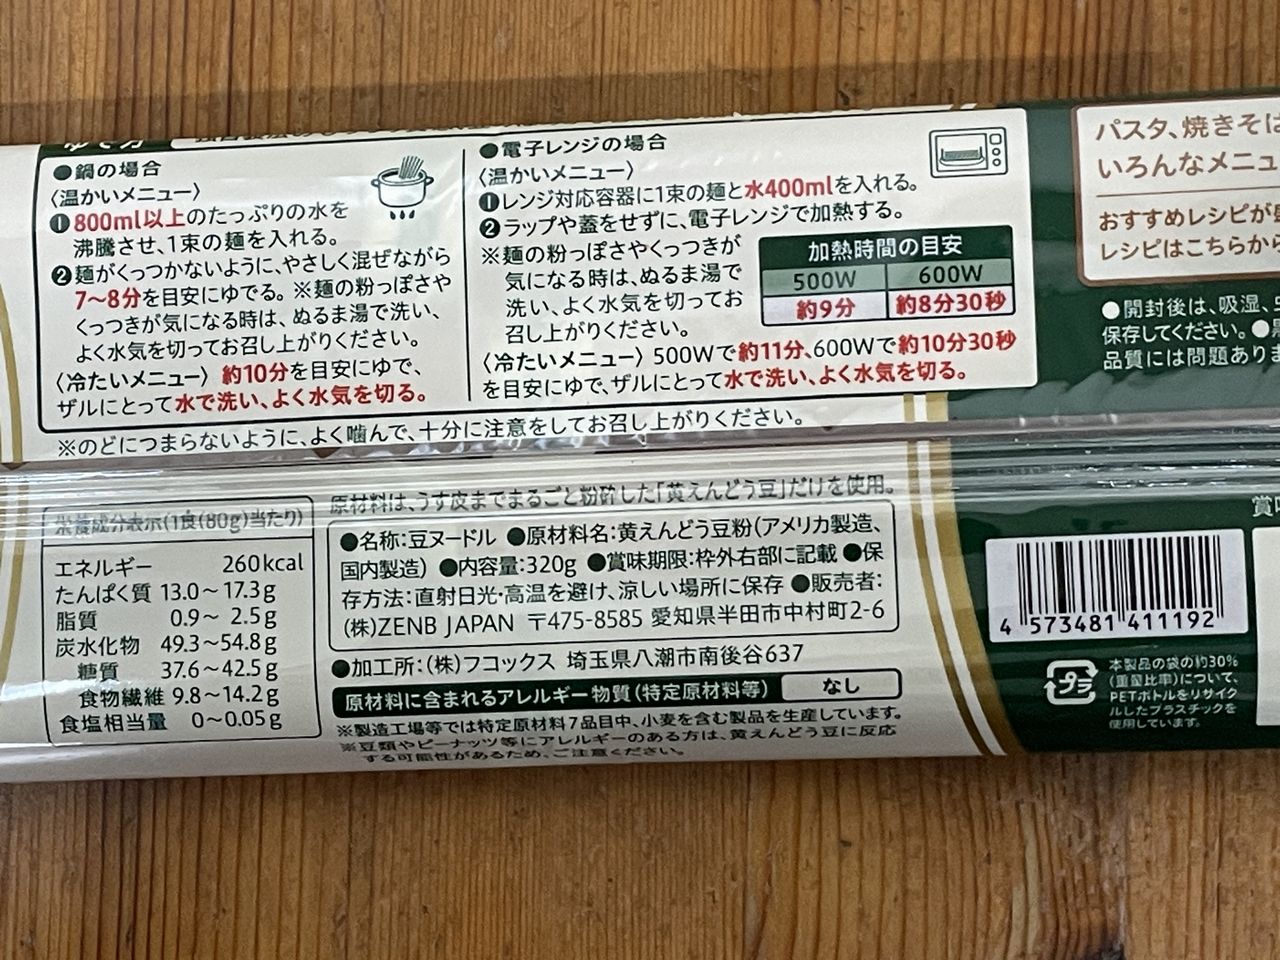 ゆで方
●鍋の場合
〈温かいメニュー〉
❶800ml以上のたっぷりの水を
沸騰させ、1束の麺を入れる。
❷麺がくっつかないように、やさしく混ぜながら
7〜8分を目安にゆでる。※麺の粉っぽさや
くっつきが気になる時は、ぬるま湯で洗い、
よく水気を切ってお召し上がりください。
〈冷たいメニュー〉約10分を目安にゆで、
ザルにとって水で洗い、よく水気を切る。
●電子レンジの場合
〈温かいメニュー〉
❶レンジ対応容器に1束の麺と水400mlを入れる。
❷ラップや蓋をせずに、電子レンジで加熱する。
※麺の粉っぽさやくっつきが
気になる時は、ぬるま湯で
洗い、よく水気を切ってお
召し上がりください。
加熱時間の目安
500W 600W
約9分 約8分30秒
〈冷たいメニュー〉500Wで約11分、600Wで約10分30秒
を目安にゆで、ザルにとって水で洗い、よく水気を切る。
※のどにつまらないように、よく噛んで、十分に注意をしてお召し上がりください。
パスタ、焼きそば
いろんなメニュ
おすすめレシピが
レシピはこちらから
●開封後は、吸湿、
保存してください。●
品質には問題ありま
栄養成分表示(1食(80g)当たり)
エネルギー 260kcal
たんぱく質 13.0〜17.3g
脂質 0.9〜 2.5g
炭水化物 49.3〜54.8g
糖質 37.6〜42.5g
食物繊維 9.8〜14.2g
食塩相当量 0〜0.05g
原材料は、うす皮までまるごと粉砕した「黄えんどう豆」だけを使用。
●名称:豆ヌードル ●原材料名:黄えんどう豆粉(アメリカ製造、
国内製造) ●内容量:320g ●賞味期限:枠外右部に記載 ●保
存方法:直射日光・高温を避け、涼しい場所に保存 ●販売者:
(株)ZENB JAPAN 〒475-8585 愛知県半田市中村町2-6
●加工所:(株)フコックス 埼玉県八潮市南後谷637
原材料に含まれるアレルギー物質(特定原材料等) なし
※製造工場等では特定原材料7品目中、小麦を含む製品を生産しています。
※豆類やピーナッツ等にアレルギーのある方は、黄えんどう豆に反応
する可能性があるため、ご注意ください。
賞味
4 573481 411192
プラ
本製品の袋の約30%
(重量比率)について、
PETボトルをリサイク
ルしたプラスチックを
使用しています。